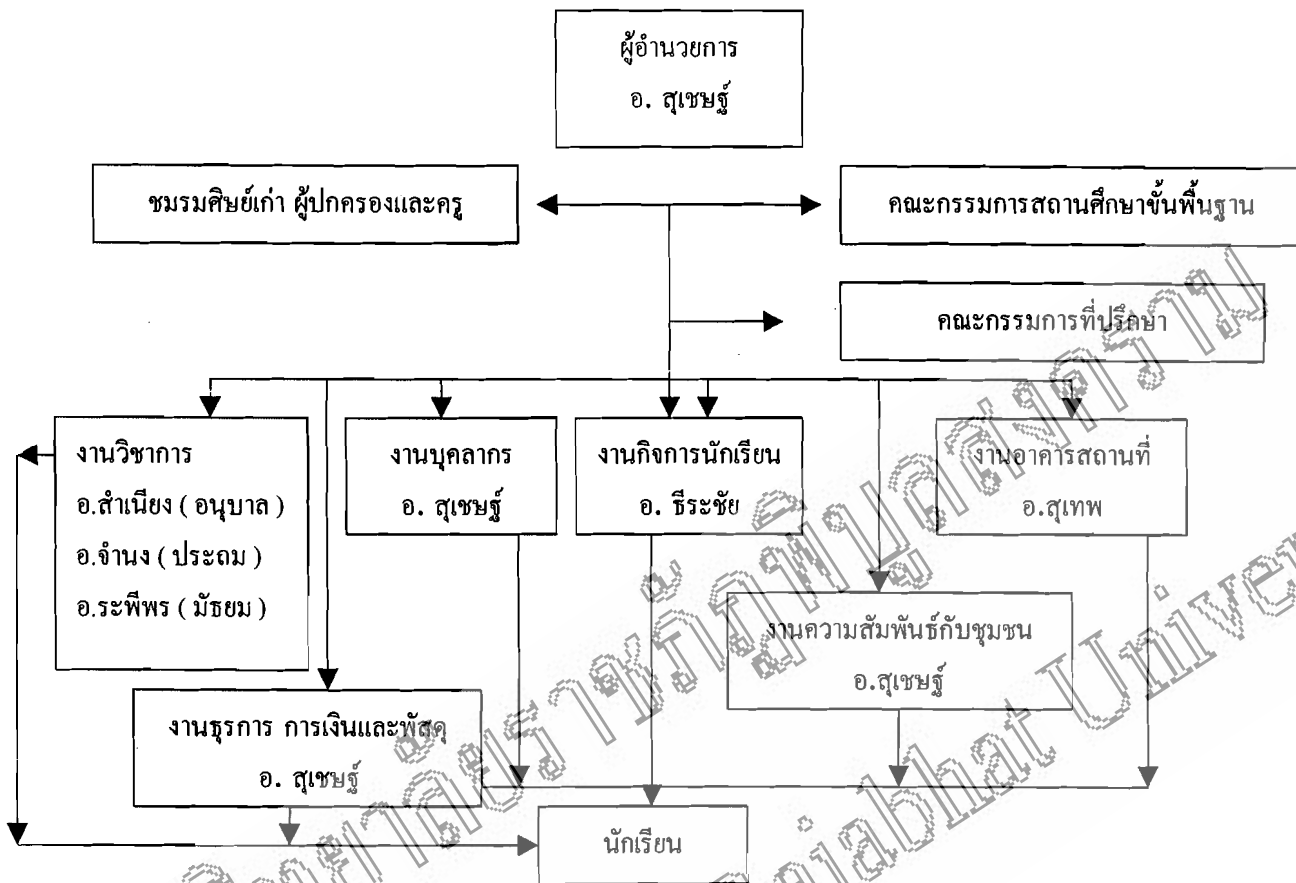 ผู้อำนวยการ
อ. สุเชษฐ์
ชมรมศิษย์เก่า ผู้ปกครองและครู
คณะกรรมการสถานศึกษาขั้นพื้นฐาน
คณะกรรมการที่ปรึกษา
งานวิชาการ
อ.สำเนียง ( อนุบาล )
อ.จำนง ( ประถม )
อ.ระพีพร ( มัธยม )
งานบุคลากร
อ. สุเชษฐ์
งานกิจการนักเรียน
อ. ธีระชัย
งานอาคารสถานที่
อ.สุเทพ
งานความสัมพันธ์กับชุมชน
อ.สุเชษฐ์
งานธุรการ การเงินและพัสดุ
อ. สุเชษฐ์
นักเรียน